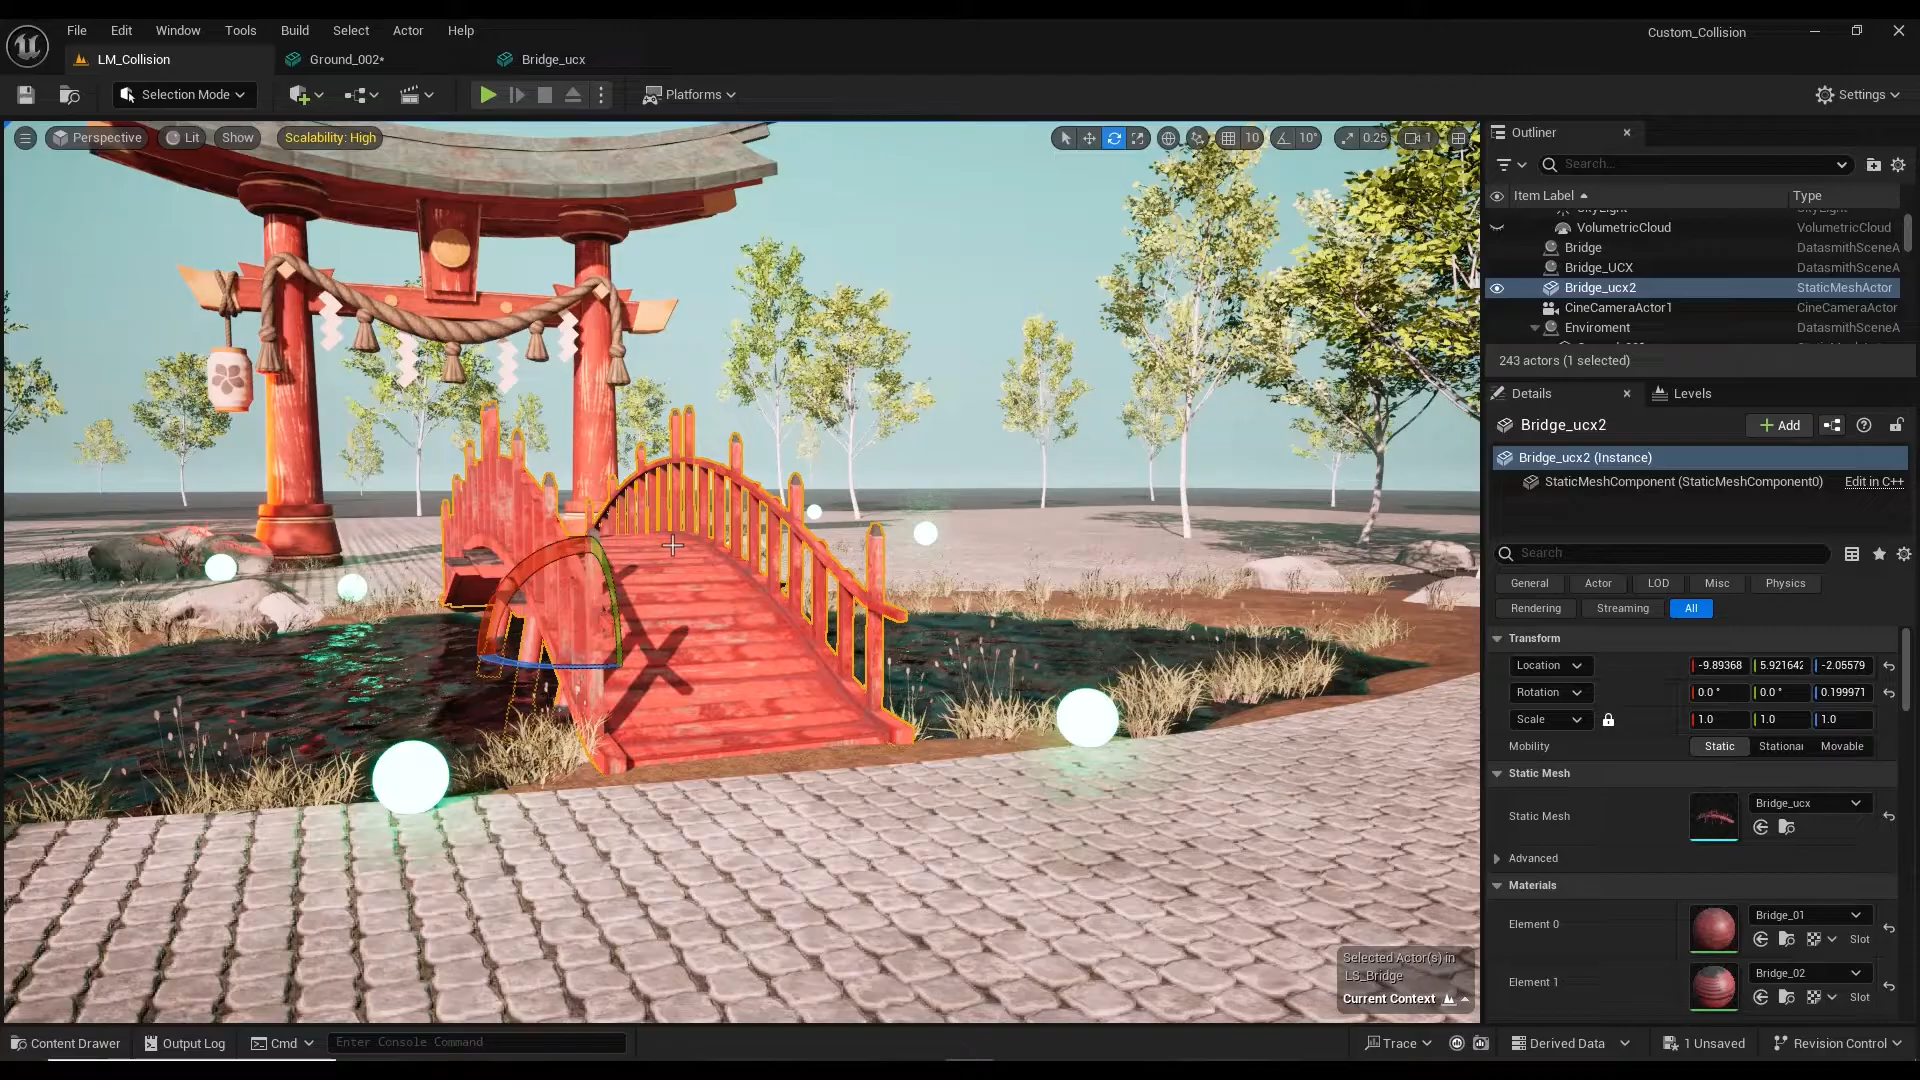 File Edit Window Tools Build Select Actor Help
Custom_Collision
LM_Collision
Ground_002*
Bridge_ucx
Selection Mode
Platforms
Settings
Perspective
Lit
Show
Scalability: High
10
10°
0.25
1
Outliner
Search...
Item Label
Type
VolumetricCloud VolumetricCloud
Bridge DatasmithSceneA
Bridge_UCX DatasmithSceneA
Bridge_ucx2 StaticMeshActor
CineCameraActor1 CineCameraActor
Enviroment DatasmithSceneA
243 actors (1 selected)
Details
Levels
Bridge_ucx2
Add
Bridge_ucx2 (Instance)
StaticMeshComponent (StaticMeshComponent0) Edit in C++
Search
General Actor LOD Misc Physics
Rendering Streaming All
Transform
Location -9.89368 5.921642 -2.05579
Rotation 0.0 ° 0.0 ° 0.199971
Scale 1.0 1.0 1.0
Mobility Static Stationar Movable
Static Mesh
Static Mesh Bridge_ucx
Advanced
Materials
Element 0 Bridge_01
Slot
Element 1 Bridge_02
Slot
Selected Actor(s) in
LS_Bridge
Current Context
Content Drawer
Output Log
Cmd
Enter Console Command
Trace
Derived Data
1 Unsaved
Revision Control